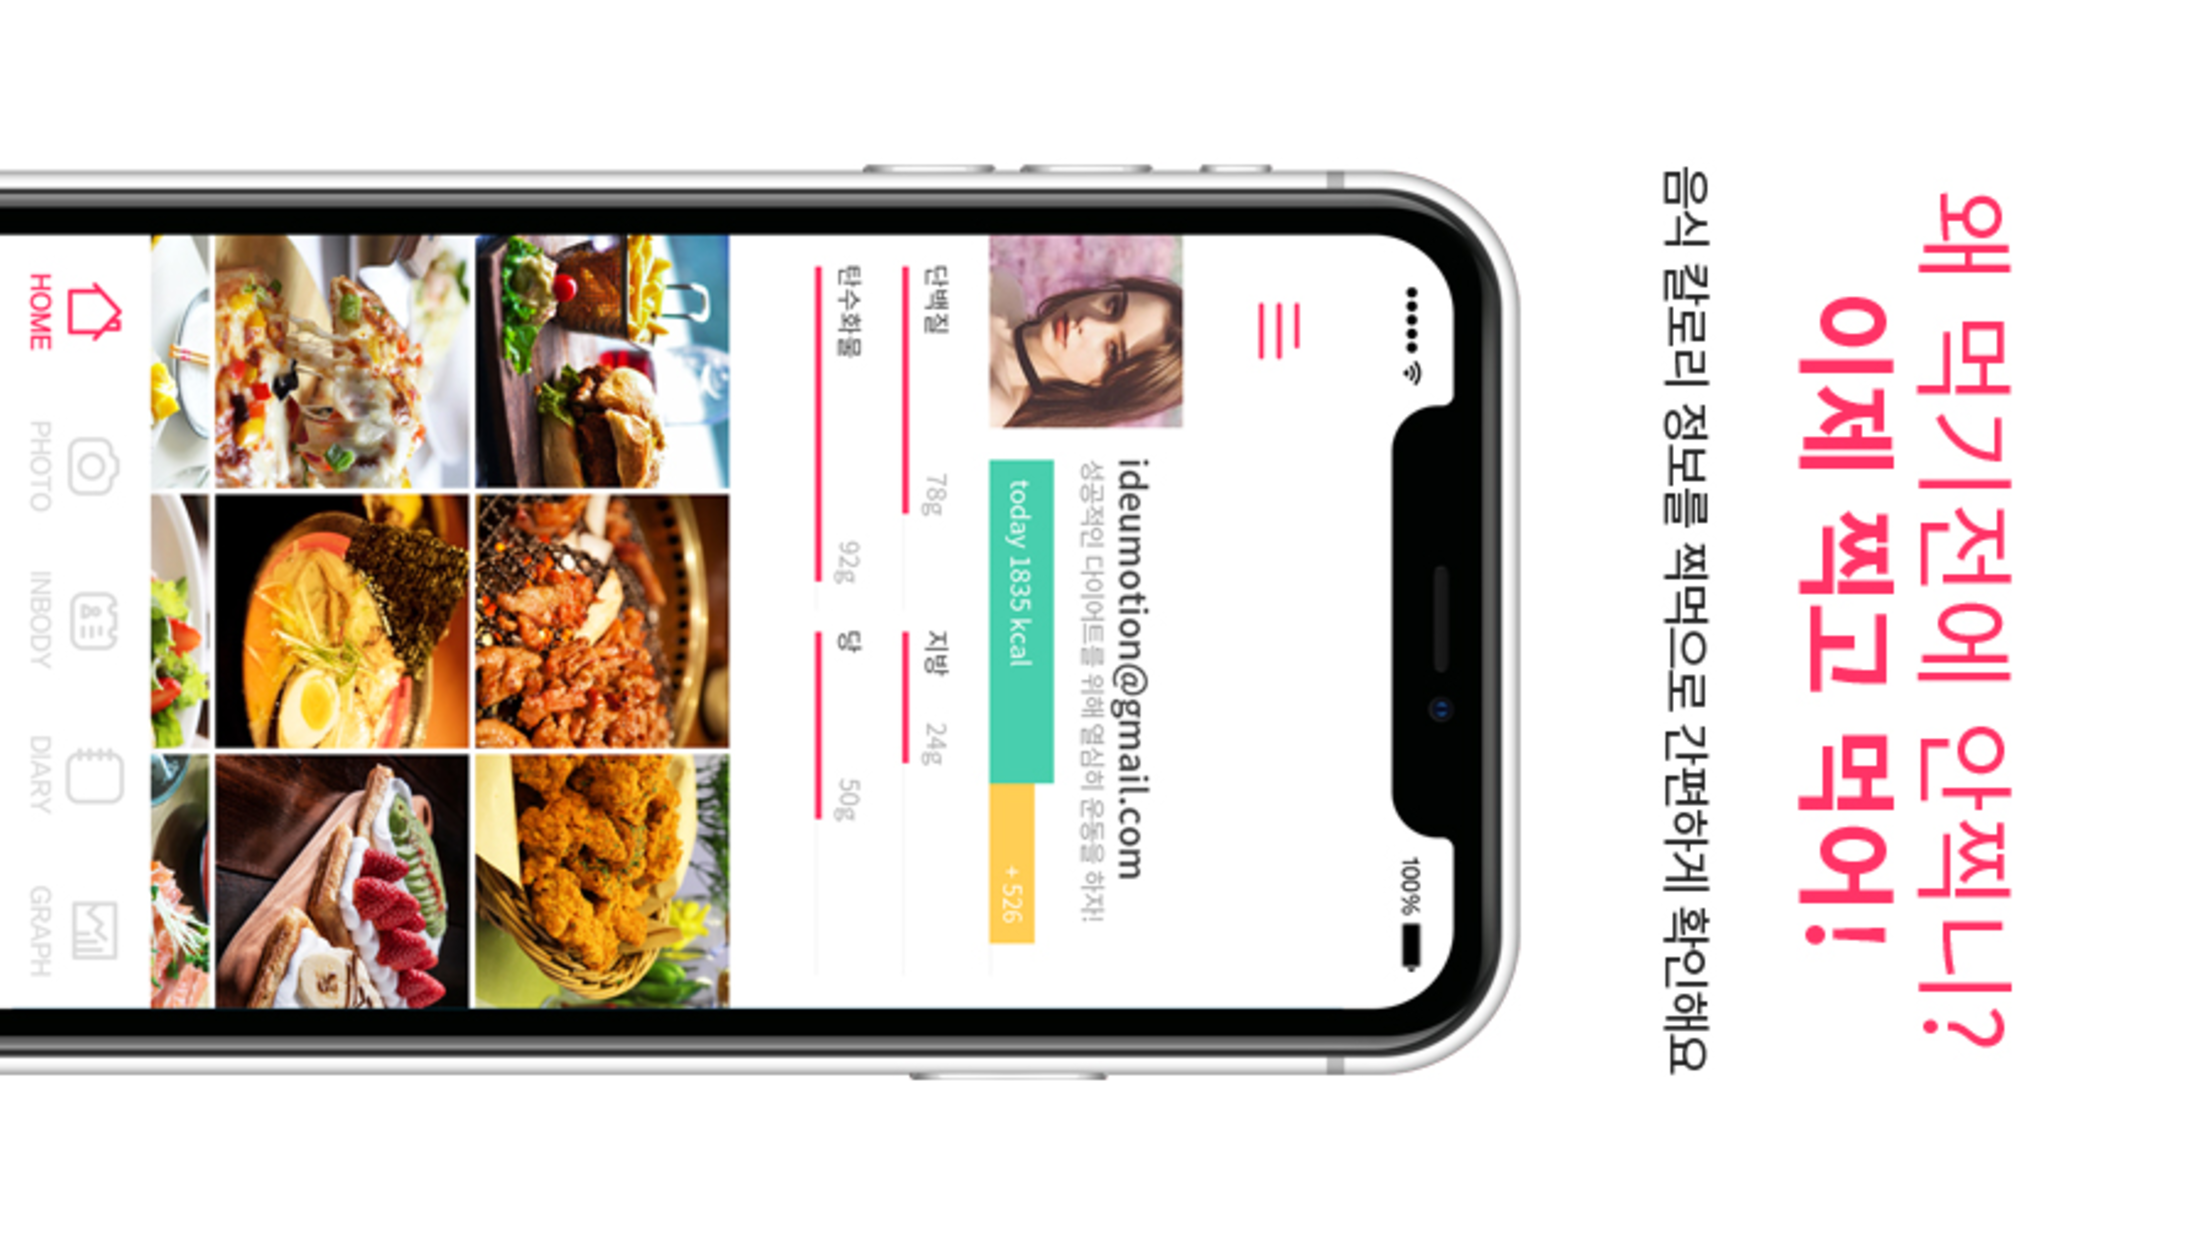 왜 먹기전에 안찍니?
이제 찍고 먹어!
음식 칼로리 정보를 찍먹으로 간편하게 확인해요
100%
ideumotion@gmail.com
성공적인 다이어트를 위해 열심히 운동을 하자!
today 1835 kcal
+ 526
단백질 78g
지방 24g
탄수화물 92g
당 50g
HOME PHOTO INBODY DIARY GRAPH